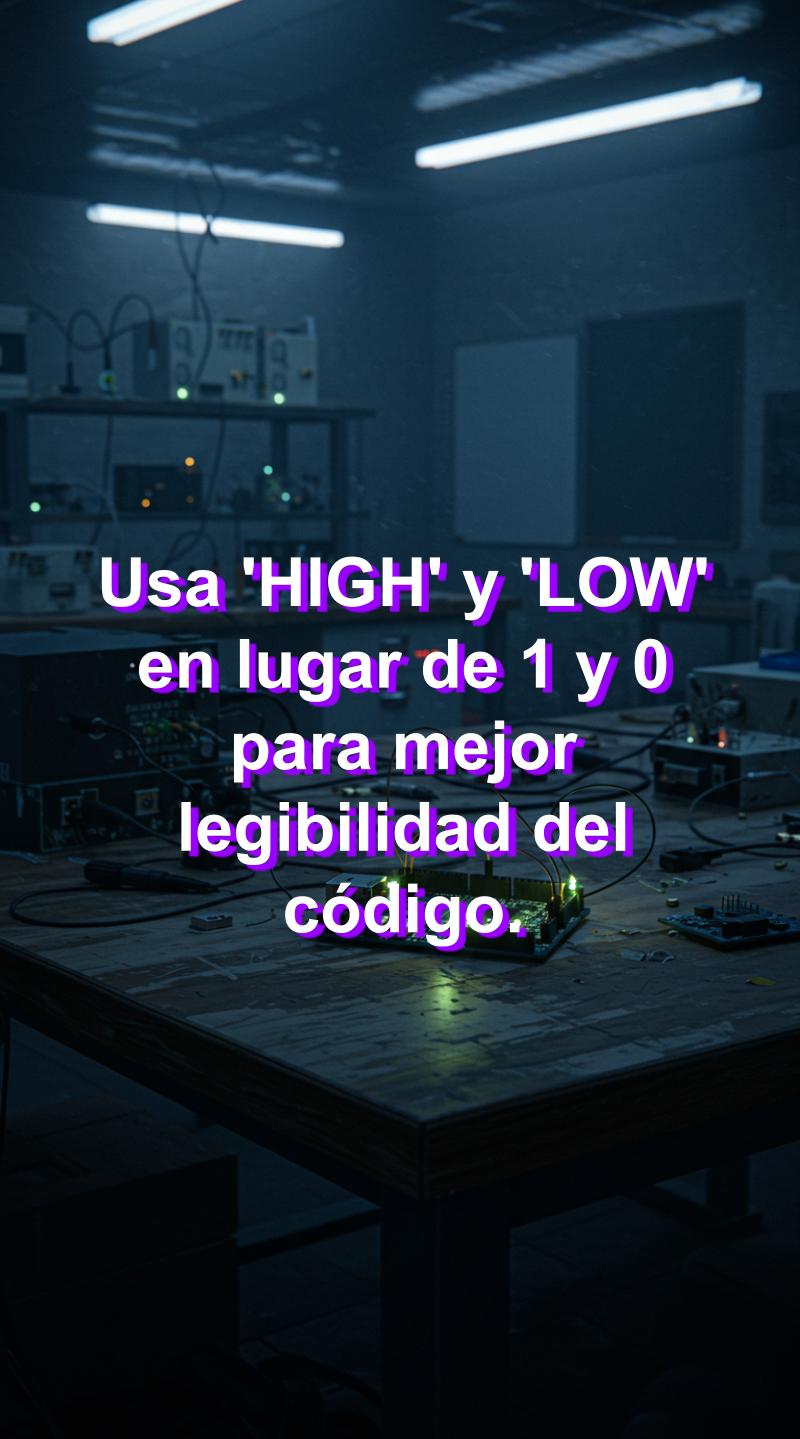 Usa 'HIGH' y 'LOW'
en lugar de 1 y 0
para mejor
legibilidad del
código.